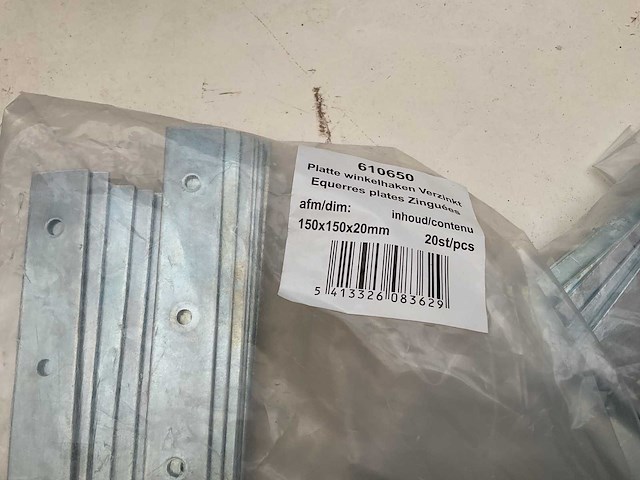 610650
Platte winkelhaken Verzinkt
Equerres plates Zinguées
afm/dim: inhoud/contenu
150x150x20mm 20st/pcs
5 413326 083629